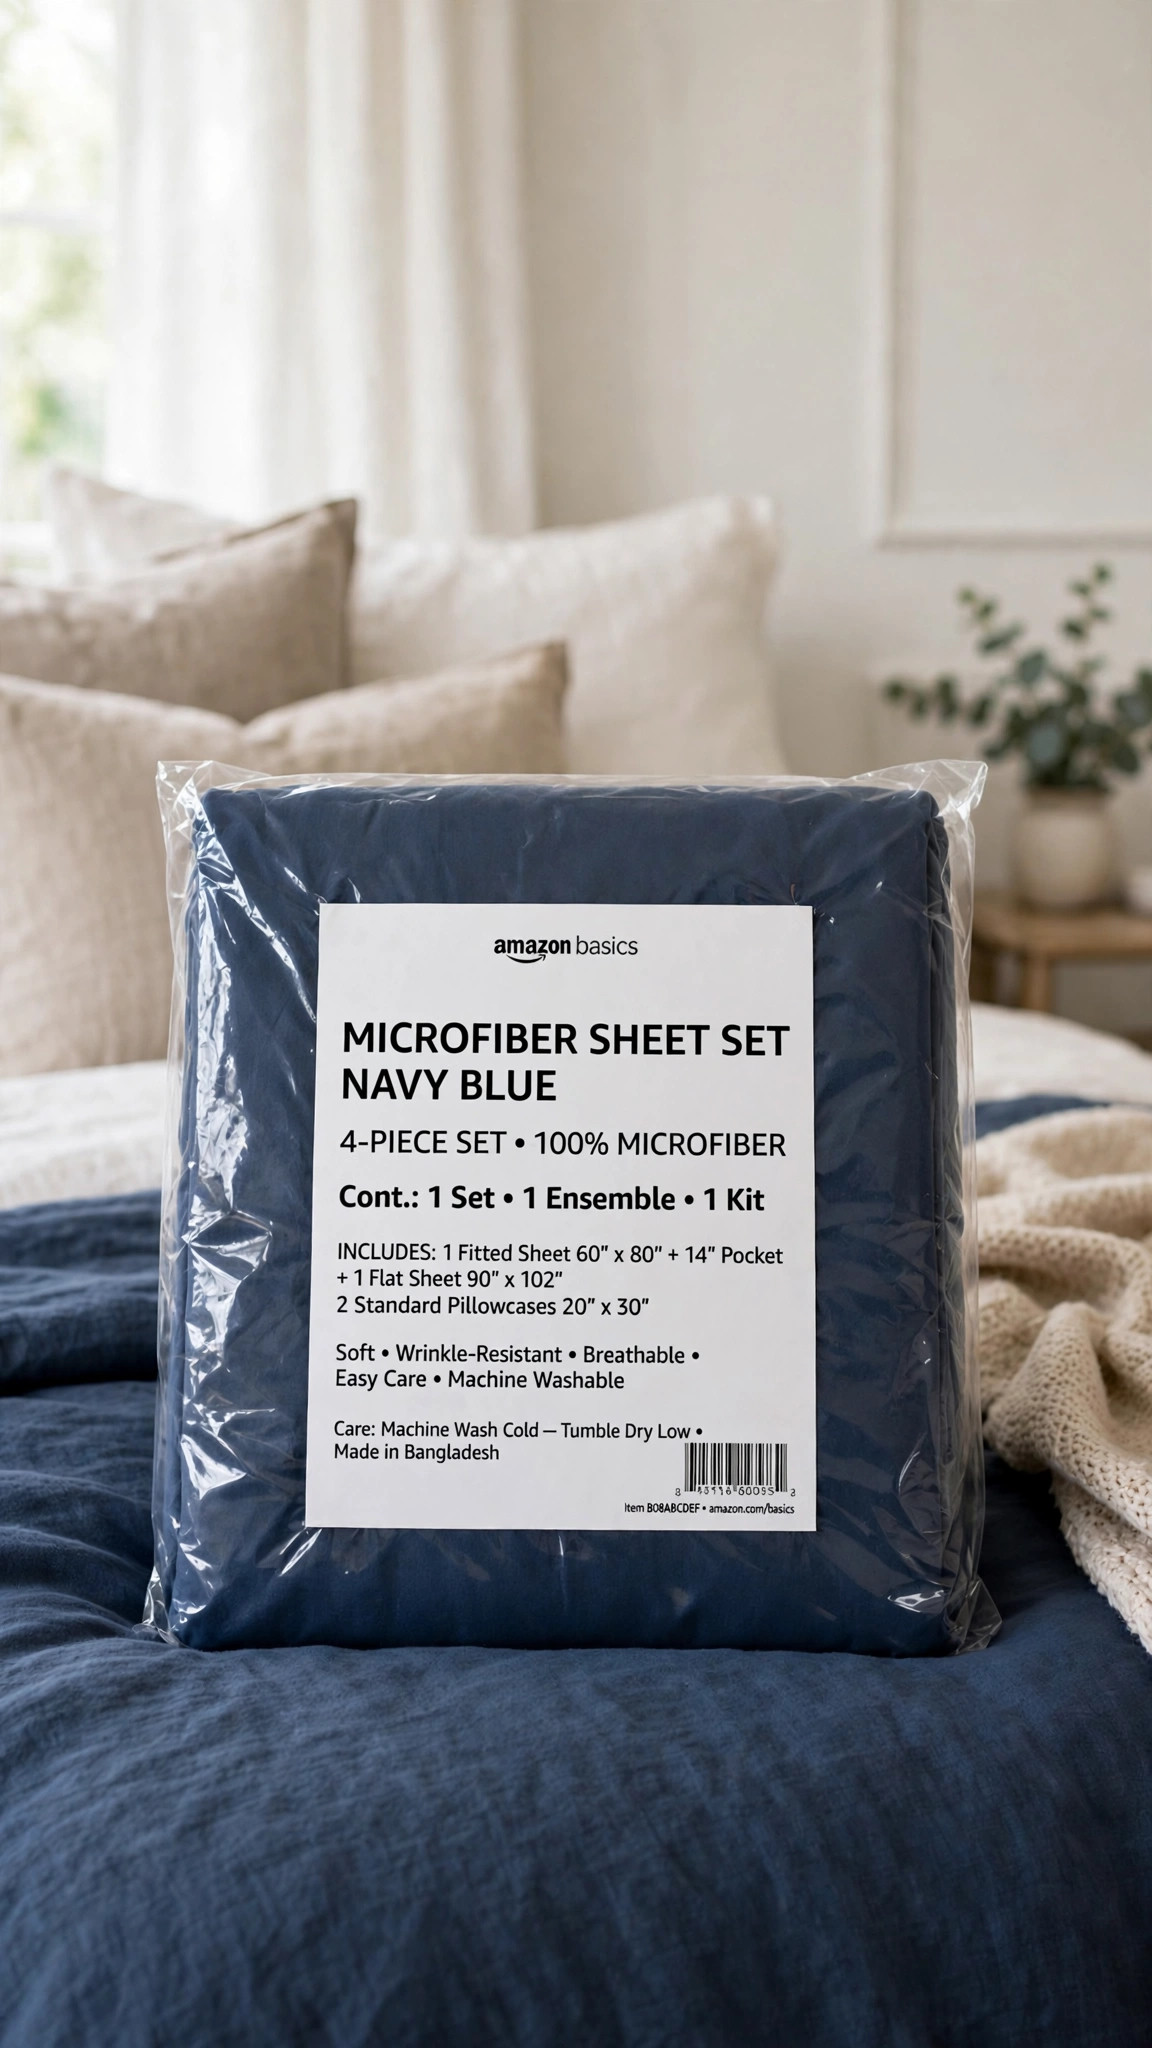 amazon basics
MICROFIBER SHEET SET
NAVY BLUE
4-PIECE SET • 100% MICROFIBER
Cont.: 1 Set • 1 Ensemble • 1 Kit
INCLUDES: 1 Fitted Sheet 60” x 80” + 14” Pocket
+ 1 Flat Sheet 90” x 102”
2 Standard Pillowcases 20” x 30”
Soft • Wrinkle-Resistant • Breathable •
Easy Care • Machine Washable
Care: Machine Wash Cold — Tumble Dry Low •
Made in Bangladesh
Item B08ABCDEF • amazon.com/basics